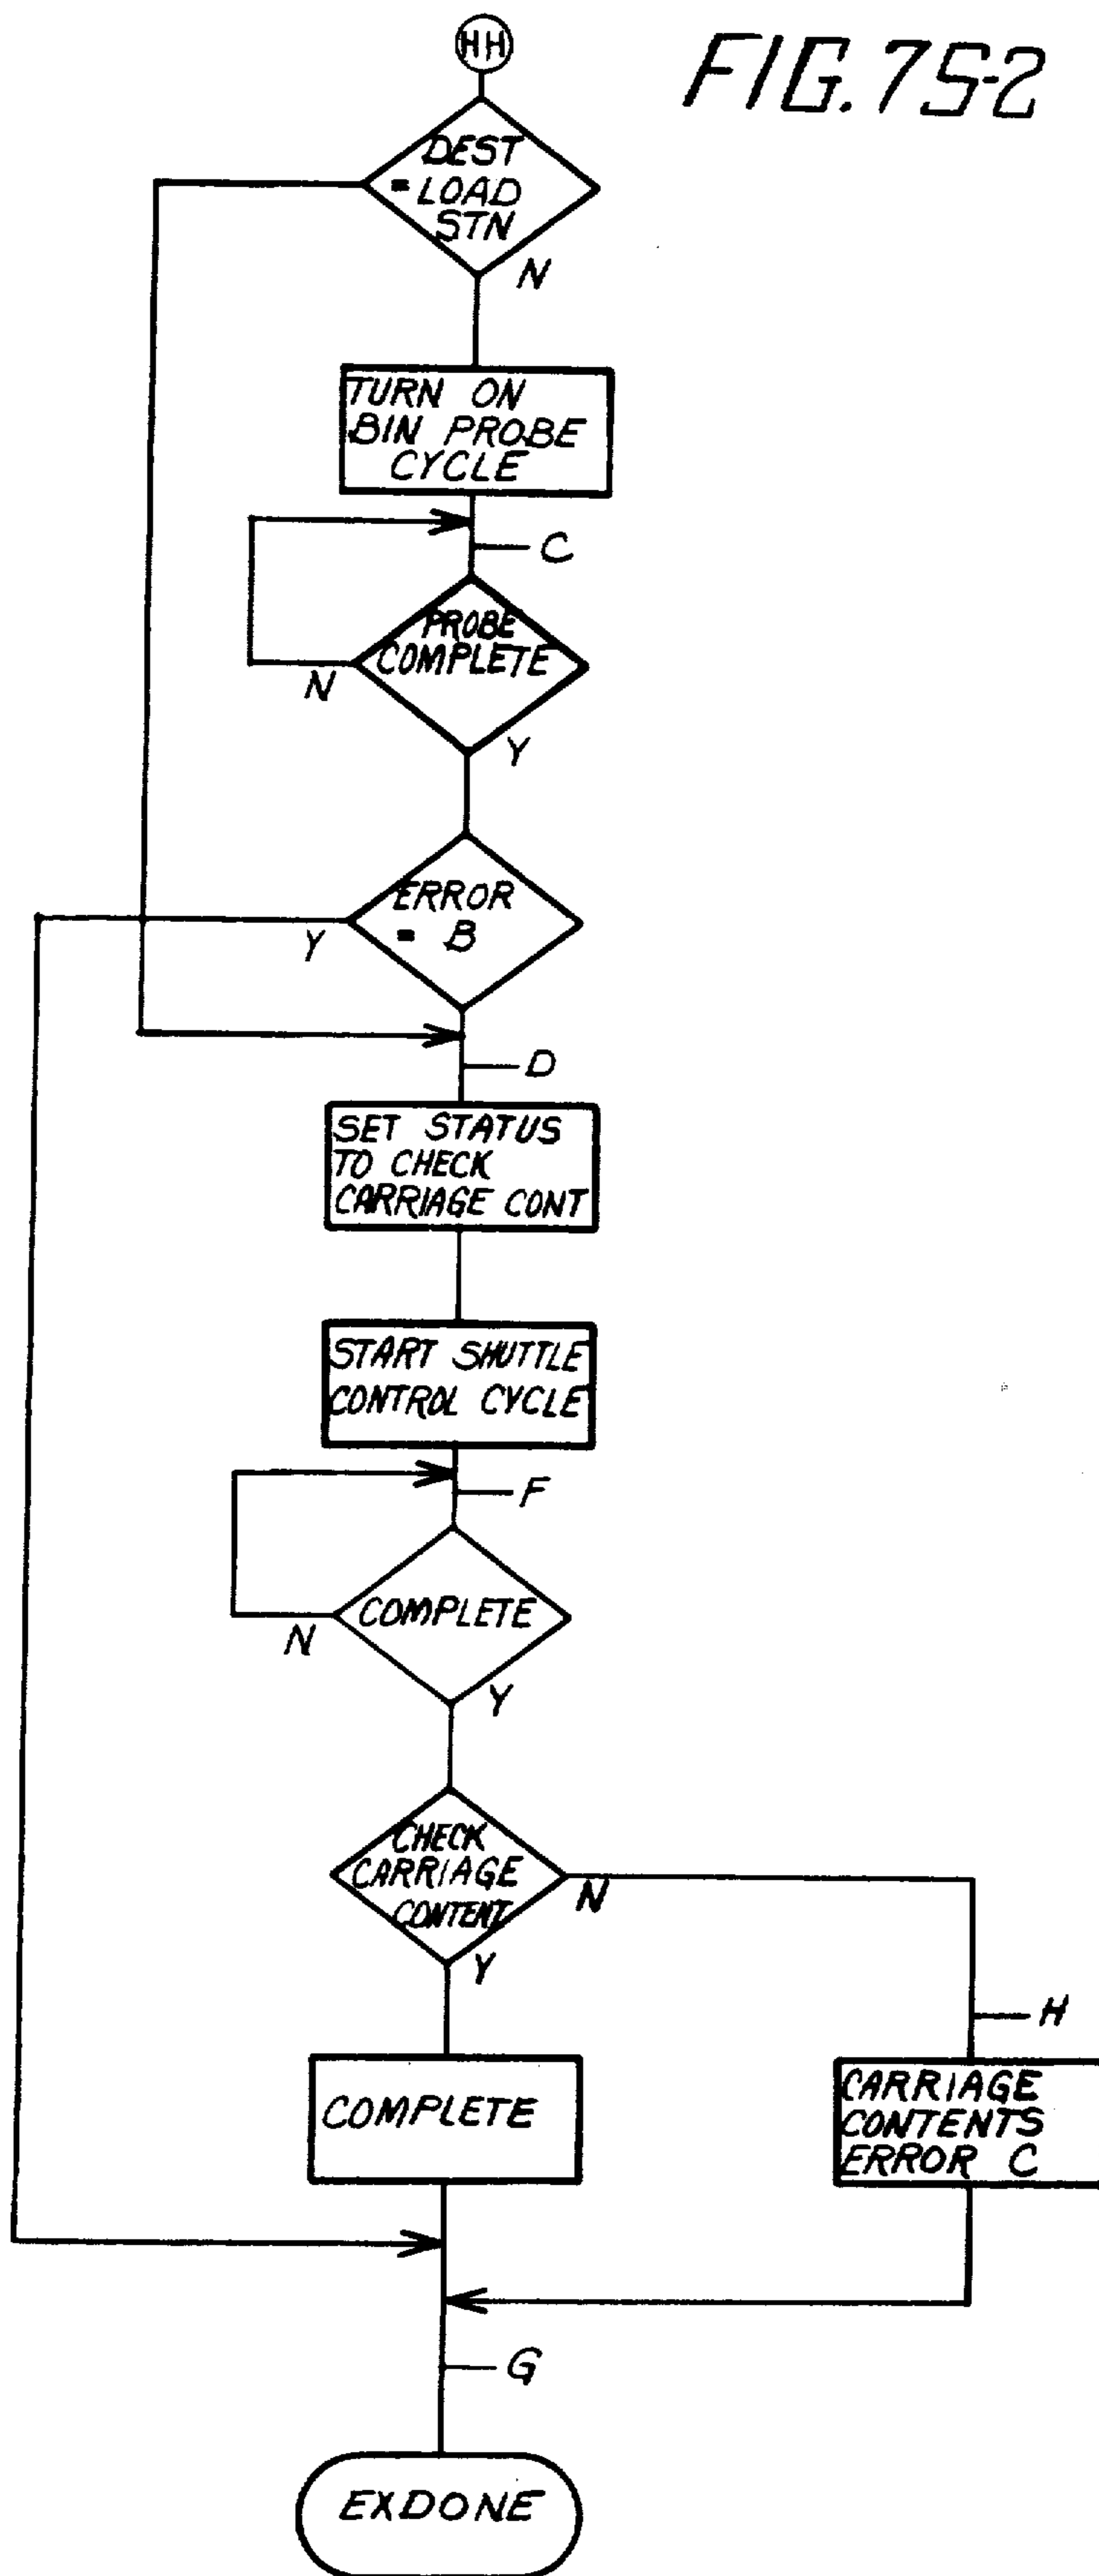 HH
FIG. 7S-2
DEST
= LOAD
STN
N
TURN ON
BIN PROBE
CYCLE
C
PROBE
COMPLETE
N
Y
ERROR
= B
Y
D
SET STATUS
TO CHECK
CARRIAGE CONT
START SHUTTLE
CONTROL CYCLE
F
COMPLETE
N
Y
CHECK
CARRIAGE
CONTENT
N
Y
H
COMPLETE
CARRIAGE
CONTENTS
ERROR C
G
EXDONE